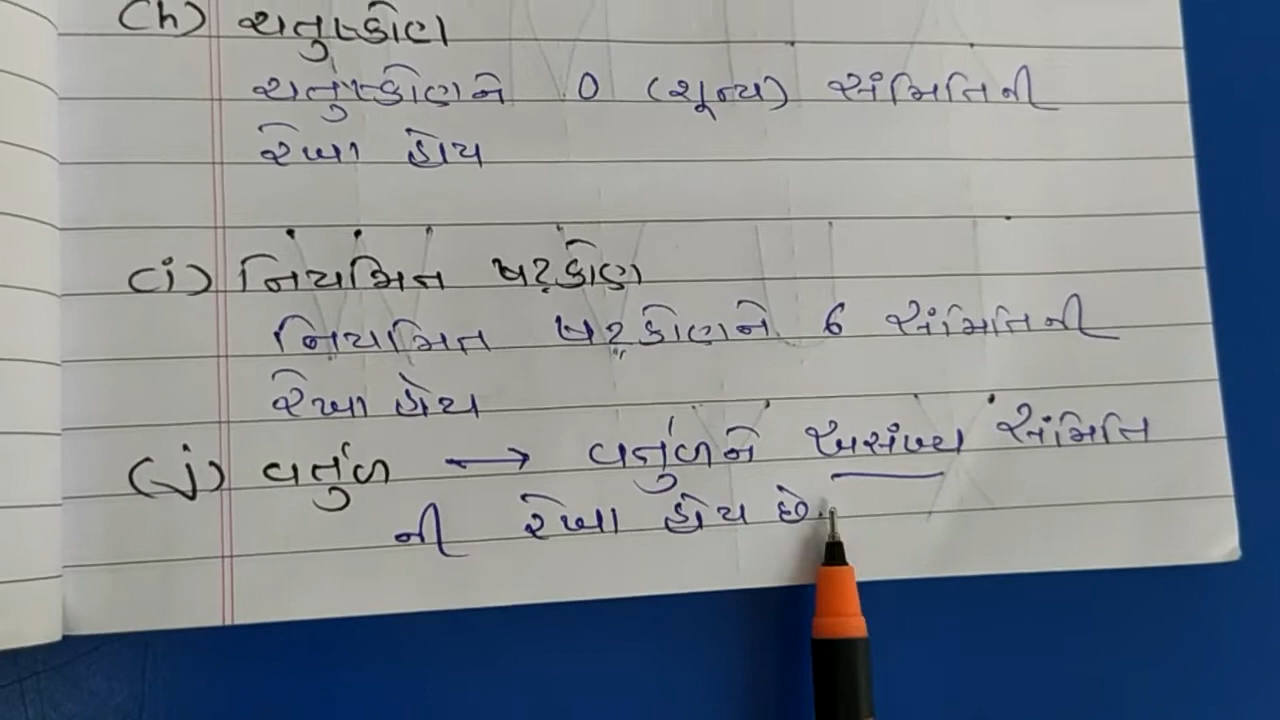 (h) ચતુષ્કોણ
ચતુષ્કોણને 0 (શૂન્ય) સંમિતિની
રેખા હોય
(i) નિયમિત ષટ્કોણ
નિયમિત ષટ્કોણને 6 સંમિતિની
રેખા હોય
(j) વર્તુળ → વર્તુળને અસંખ્ય સંમિતિ
ની રેખા હોય છે.